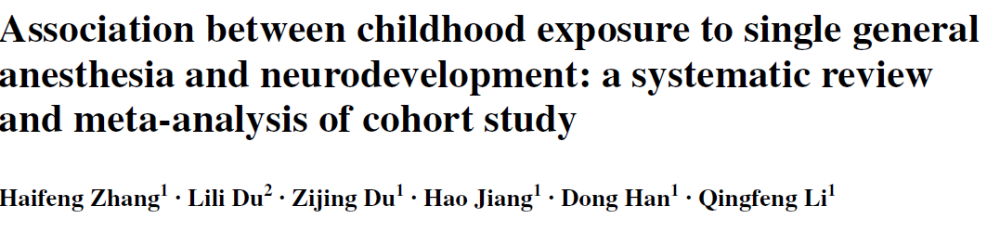 Association between childhood exposure to single general
anesthesia and neurodevelopment: a systematic review
and meta-analysis of cohort study
Haifeng Zhang¹ · Lili Du² · Zijing Du¹ · Hao Jiang¹ · Dong Han¹ · Qingfeng Li¹